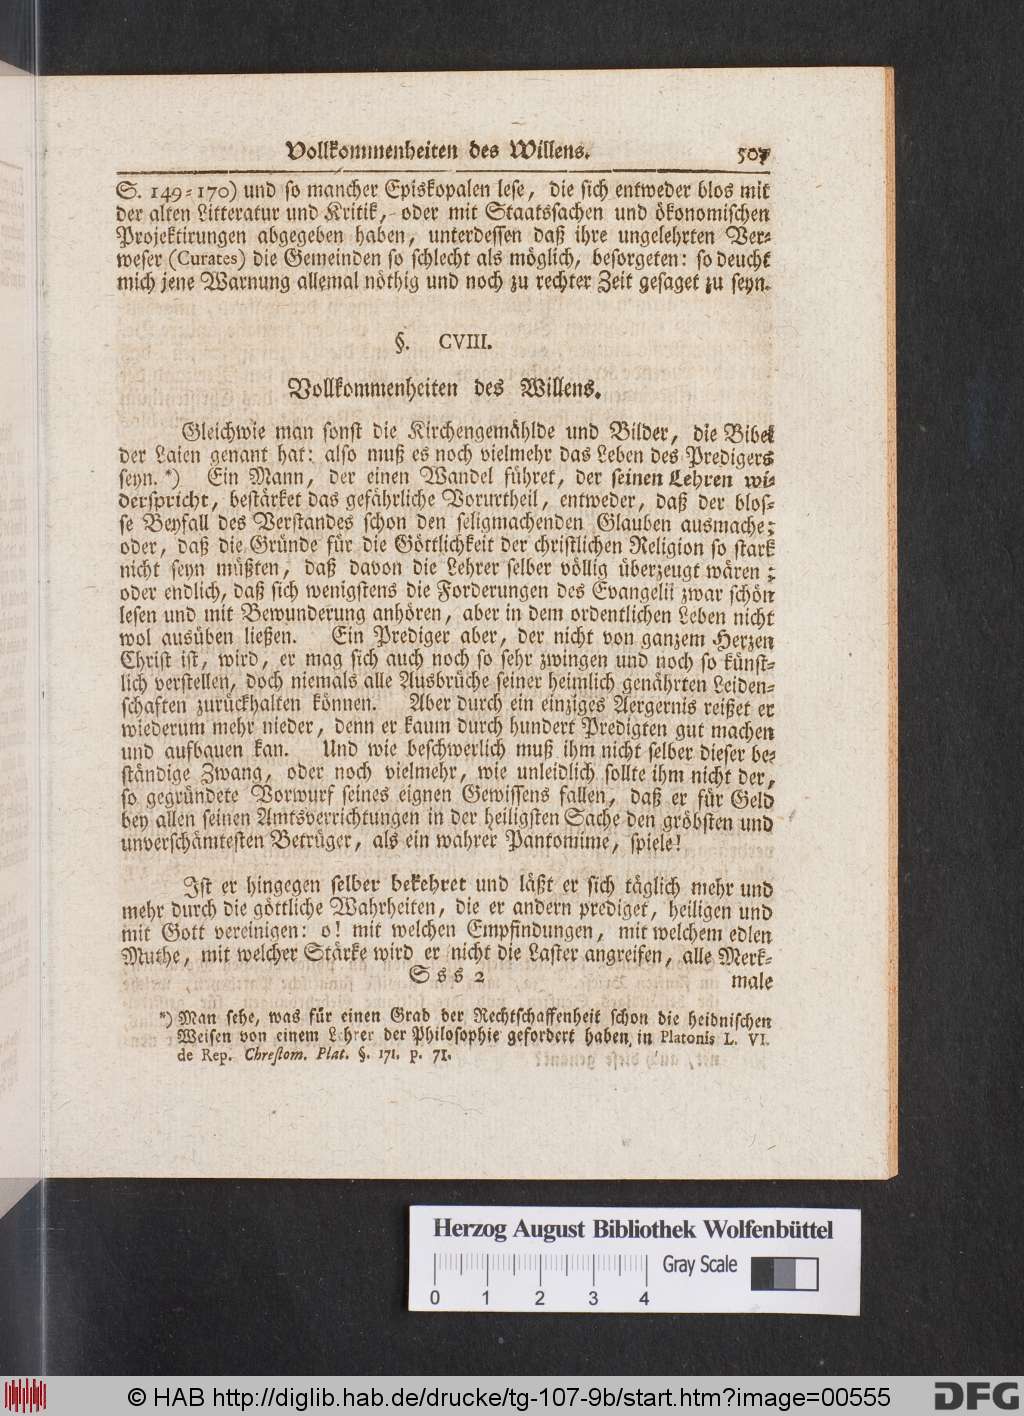 Vollkommenheiten des Willens. 507
S. 149-170) und so mancher Episkopalen lese, die sich entweder blos mit
der alten Litteratur und Kritik, oder mit Staatssachen und ökonomischen
Projektirungen abgegeben haben, unterdessen daß ihre ungelehrten Ver-
weser (Curates) die Gemeinden so schlecht als möglich, besorgeten: so deucht
mich jene Warnung allemal nöthig und noch zu rechter Zeit gesaget zu seyn.
§. CVIII.
Vollkommenheiten des Willens.
Gleichwie man sonst die Kirchengemählde und Bilder, die Bibel
der Laien genant hat: also muß es noch vielmehr das Leben des Predigers
seyn. *) Ein Mann, der einen Wandel führet, der seinen Lehren wi-
derspricht, bestärket das gefährliche Vorurtheil, entweder, daß der blos-
se Beyfall des Verstandes schon den seligmachenden Glauben ausmache;
oder, daß die Gründe für die Göttlichkeit der christlichen Religion so stark
nicht seyn müßten, daß davon die Lehrer selber völlig überzeugt wären;
oder endlich, daß sich wenigstens die Forderungen des Evangelii zwar schön
lesen und mit Bewunderung anhören, aber in dem ordentlichen Leben nicht
wol ausüben ließen. Ein Prediger aber, der nicht von ganzem Herzen
Christ ist, wird, er mag sich auch noch so sehr zwingen und noch so künst-
lich verstellen, doch niemals alle Ausbrüche seiner heimlich genährten Leiden-
schaften zurückhalten können. Aber durch ein einziges Aergernis reißet er
wiederum mehr nieder, denn er kaum durch hundert Predigten gut machen
und aufbauen kan. Und wie beschwerlich muß ihm nicht selber dieser be-
ständige Zwang, oder noch vielmehr, wie unleidlich sollte ihm nicht der,
so gegründete Vorwurf seines eignen Gewissens fallen, daß er für Geld
bey allen seinen Amtsverrichtungen in der heiligsten Sache den gröbsten und
unverschämtesten Betrüger, als ein wahrer Pantomime, spiele!
Ist er hingegen selber bekehret und läßt er sich täglich mehr und
mehr durch die göttliche Wahrheiten, die er andern prediget, heiligen und
mit Gott vereinigen: o! mit welchen Empfindungen, mit welchem edlen
Muthe, mit welcher Stärke wird er nicht die Laster angreifen, alle Merk-
Sss 2 male
*) Man sehe, was für einen Grad der Rechtschaffenheit schon die heidnischen
Weisen von einem Lehrer der Philosophie gefordert haben, in Platonis L. VI.
de Rep. Chrestom. Plat. §. 171. p. 71.
Herzog August Bibliothek Wolfenbüttel
Gray Scale
0 1 2 3 4
© HAB http://diglib.hab.de/drucke/tg-107-9b/start.htm?image=00555
DFG